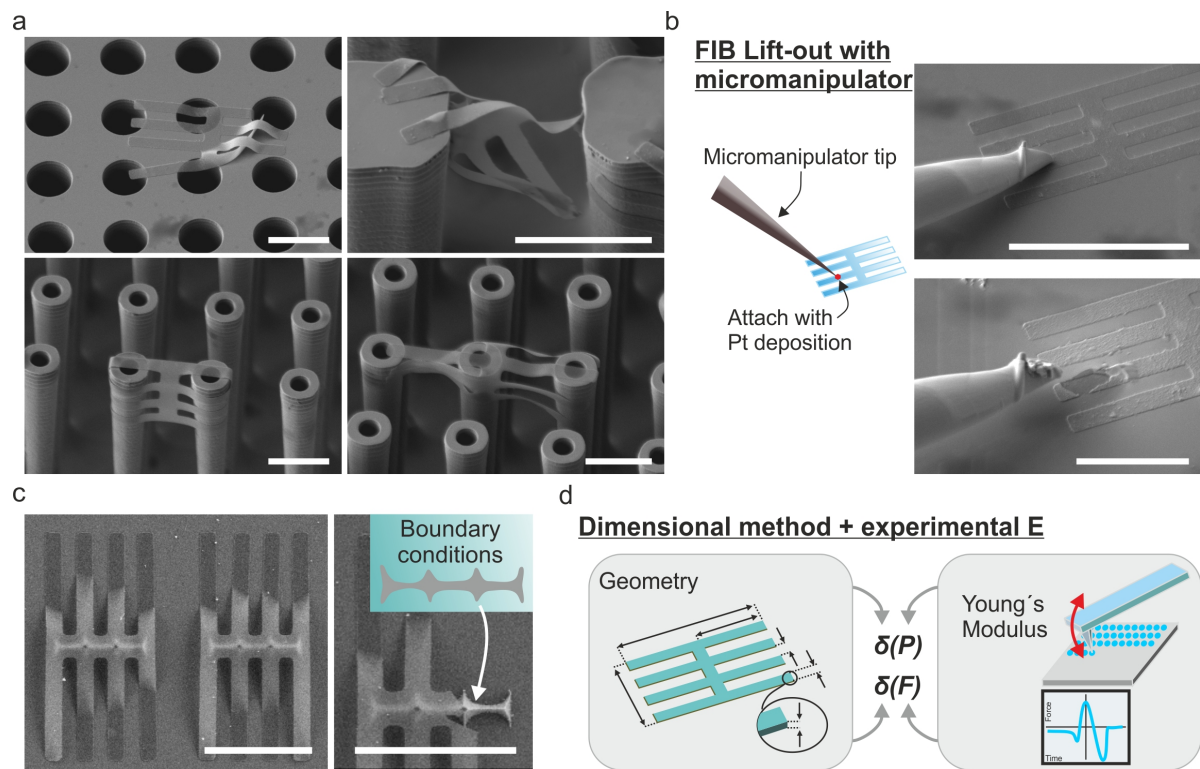 a
b
FIB Lift-out with
micromanipulator
Micromanipulator tip
Attach with
Pt deposition
c
Boundary
conditions
d
Dimensional method + experimental E
Geometry
δ(P)
δ(F)
Young´s
Modulus
Force
Time